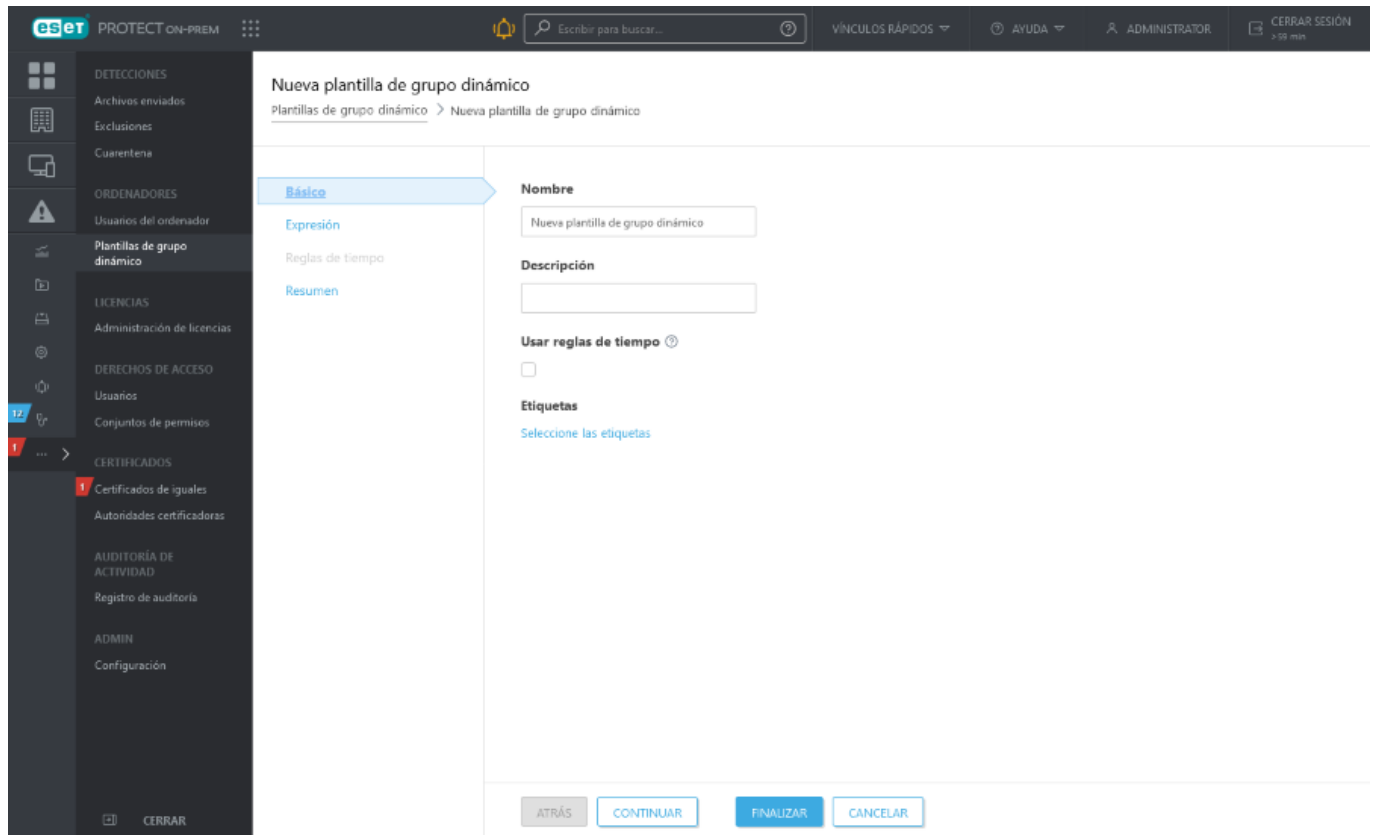 eset PROTECT ON-PREM
Escribir para buscar...
VÍNCULOS RÁPIDOS
AYUDA
ADMINISTRATOR
CERRAR SESIÓN
>59 min
12
1
DETECCIONES
Archivos enviados
Exclusiones
Cuarentena
ORDENADORES
Usuarios del ordenador
Plantillas de grupo
dinámico
LICENCIAS
Administración de licencias
DERECHOS DE ACCESO
Usuarios
Conjuntos de permisos
CERTIFICADOS
1 Certificados de iguales
Autoridades certificadoras
AUDITORÍA DE
ACTIVIDAD
Registro de auditoría
ADMIN
Configuración
CERRAR
Nueva plantilla de grupo dinámico
Plantillas de grupo dinámico > Nueva plantilla de grupo dinámico
Básico
Expresión
Reglas de tiempo
Resumen
Nombre
Nueva plantilla de grupo dinámico
Descripción
Usar reglas de tiempo
Etiquetas
Seleccione las etiquetas
ATRÁS
CONTINUAR
FINALIZAR
CANCELAR